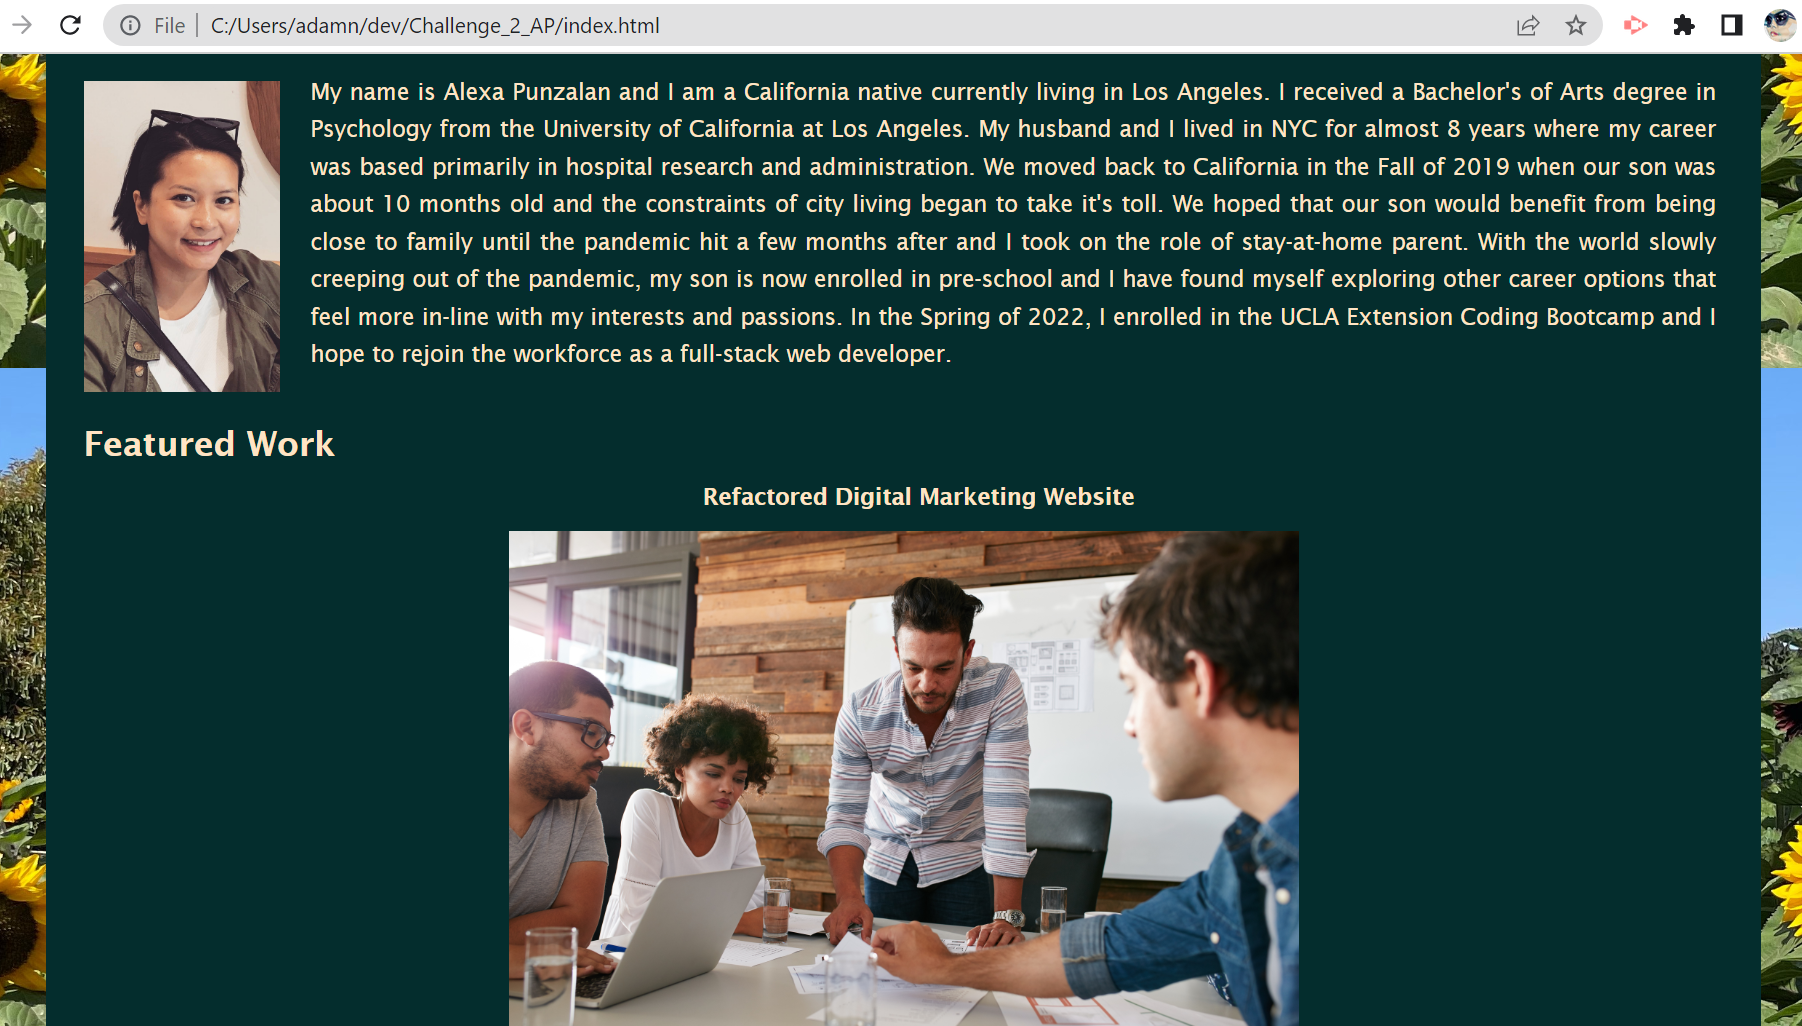 File C:/Users/adamn/dev/Challenge_2_AP/index.html
My name is Alexa Punzalan and I am a California native currently living in Los Angeles. I received a Bachelor's of Arts degree in
Psychology from the University of California at Los Angeles. My husband and I lived in NYC for almost 8 years where my career
was based primarily in hospital research and administration. We moved back to California in the Fall of 2019 when our son was
about 10 months old and the constraints of city living began to take it's toll. We hoped that our son would benefit from being
close to family until the pandemic hit a few months after and I took on the role of stay-at-home parent. With the world slowly
creeping out of the pandemic, my son is now enrolled in pre-school and I have found myself exploring other career options that
feel more in-line with my interests and passions. In the Spring of 2022, I enrolled in the UCLA Extension Coding Bootcamp and I
hope to rejoin the workforce as a full-stack web developer.
Featured Work
Refactored Digital Marketing Website